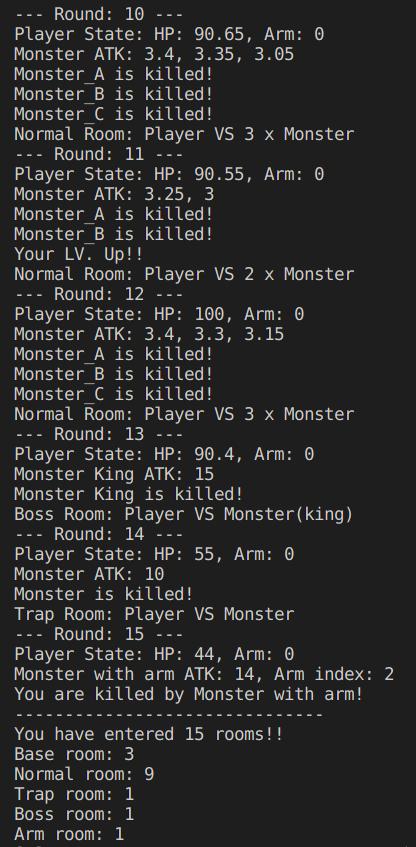 --- Round: 10 ---
Player State: HP: 90.65, Arm: 0
Monster ATK: 3.4, 3.35, 3.05
Monster_A is killed!
Monster_B is killed!
Monster_C is killed!
Normal Room: Player VS 3 x Monster
--- Round: 11 ---
Player State: HP: 90.55, Arm: 0
Monster ATK: 3.25, 3
Monster_A is killed!
Monster_B is killed!
Your LV. Up!!
Normal Room: Player VS 2 x Monster
--- Round: 12 ---
Player State: HP: 100, Arm: 0
Monster ATK: 3.4, 3.3, 3.15
Monster_A is killed!
Monster_B is killed!
Monster_C is killed!
Normal Room: Player VS 3 x Monster
--- Round: 13 ---
Player State: HP: 90.4, Arm: 0
Monster King ATK: 15
Monster King is killed!
Boss Room: Player VS Monster(king)
--- Round: 14 ---
Player State: HP: 55, Arm: 0
Monster ATK: 10
Monster is killed!
Trap Room: Player VS Monster
--- Round: 15 ---
Player State: HP: 44, Arm: 0
Monster with arm ATK: 14, Arm index: 2
You are killed by Monster with arm!
-------------------------------
You have entered 15 rooms!!
Base room: 3
Normal room: 9
Trap room: 1
Boss room: 1
Arm room: 1